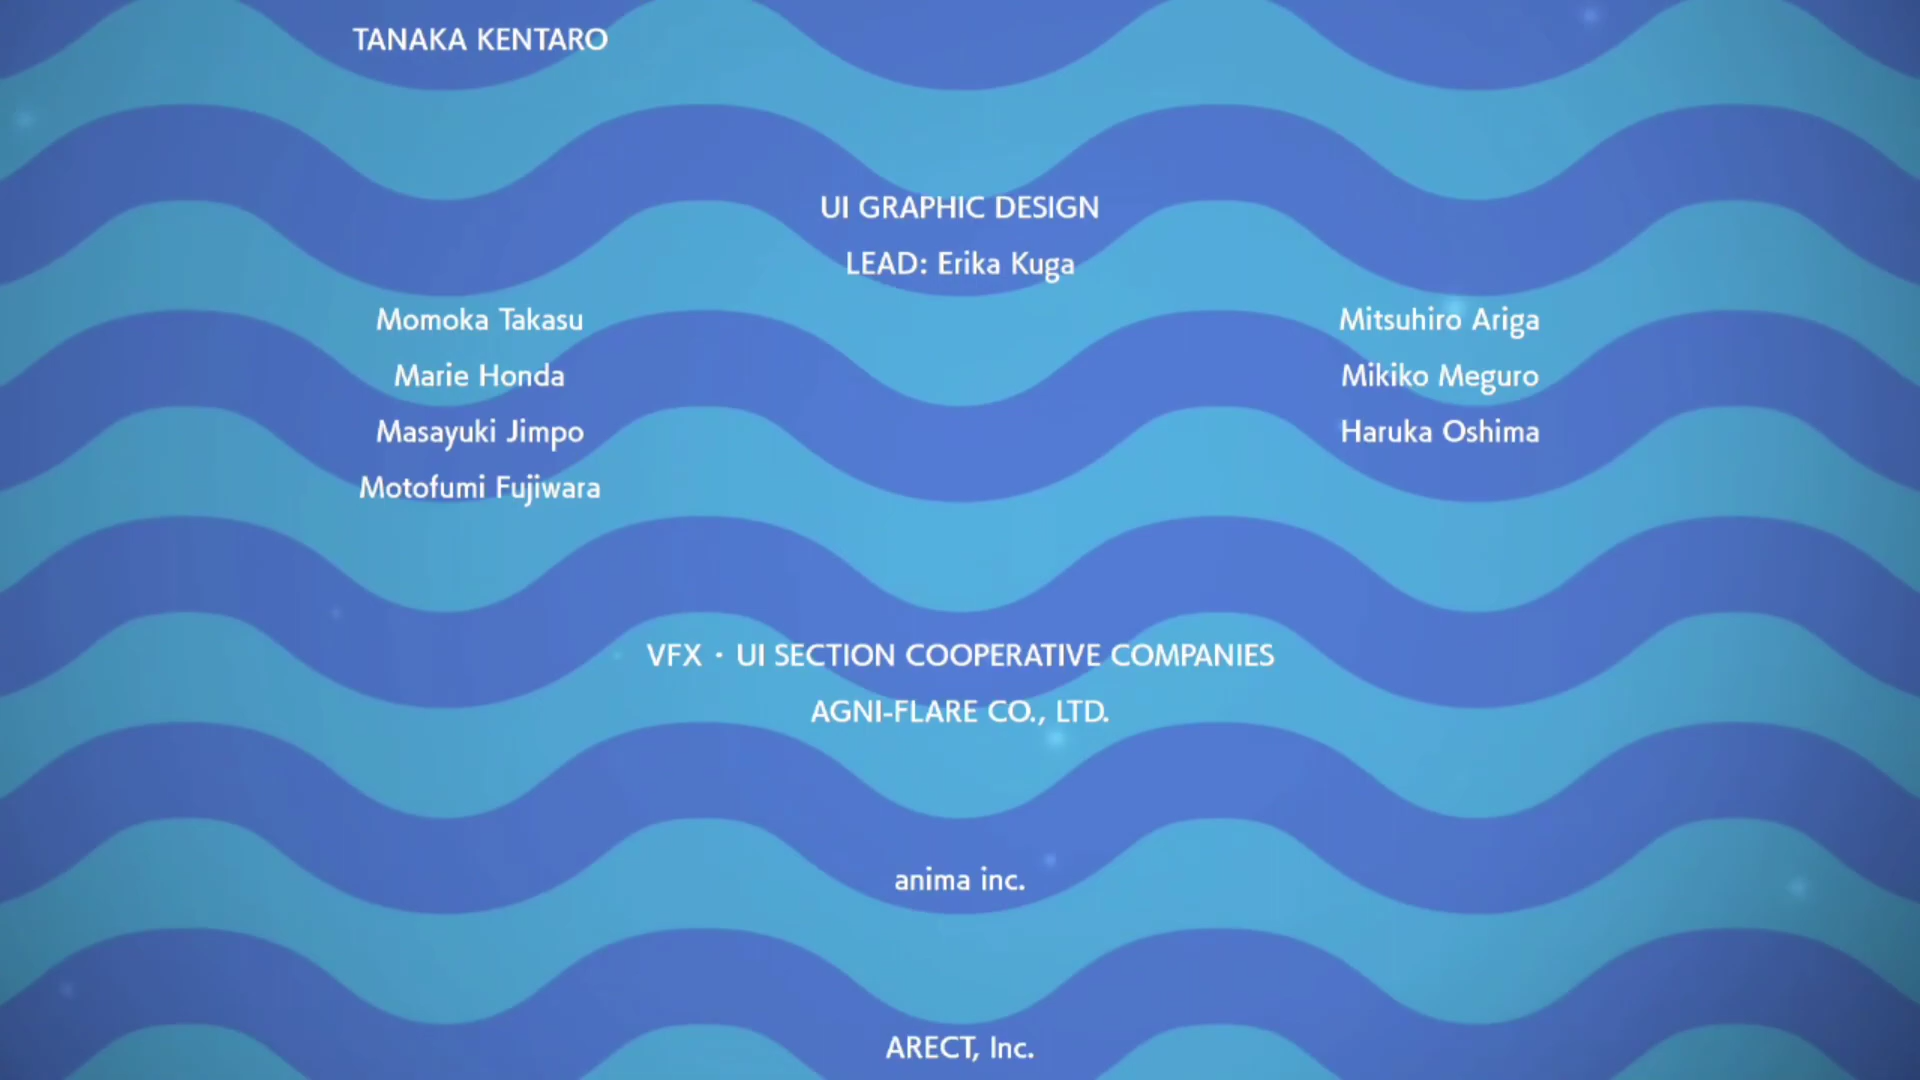 TANAKA KENTARO
UI GRAPHIC DESIGN
LEAD: Erika Kuga
Momoka Takasu
Mitsuhiro Ariga
Marie Honda
Mikiko Meguro
Masayuki Jimpo
Haruka Oshima
Motofumi Fujiwara
VFX・UI SECTION COOPERATIVE COMPANIES
AGNI-FLARE CO., LTD.
anima inc.
ARECT, Inc.